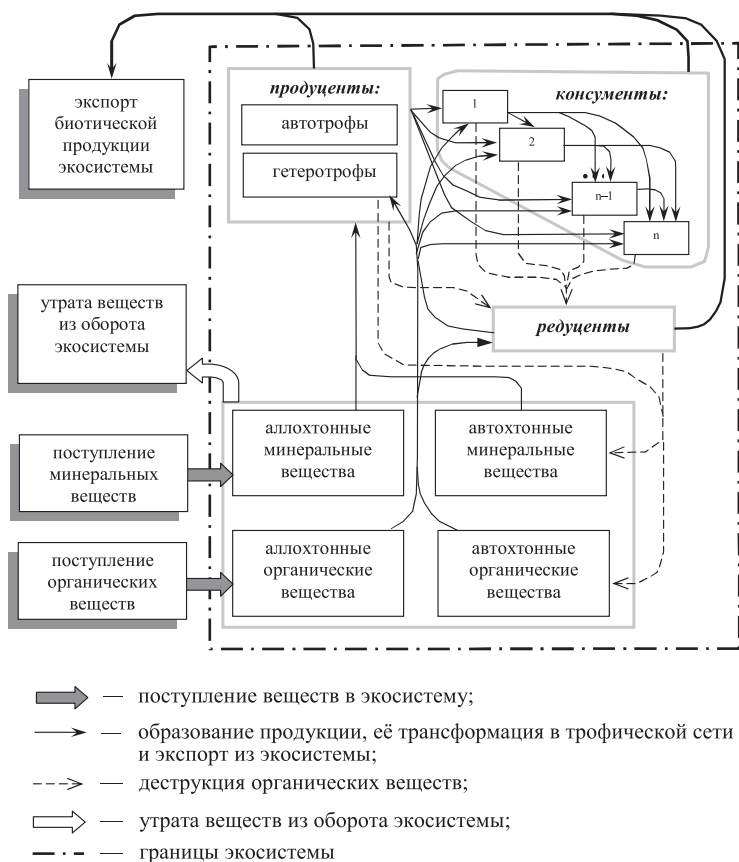 экспорт
биотической
продукции
экосистемы
продуценты:
автотрофы
гетеротрофы
консументы:
1
2
n–1
n
утрата веществ
из оборота
экосистемы
редуценты
поступление
минеральных
веществ
аллохтонные
минеральные
вещества
автохтонные
минеральные
вещества
поступление
органических
веществ
аллохтонные
органические
вещества
автохтонные
органические
вещества
— поступление веществ в экосистему;
— образование продукции, её трансформация в трофической сети
и экспорт из экосистемы;
— деструкция органических веществ;
— утрата веществ из оборота экосистемы;
— границы экосистемы